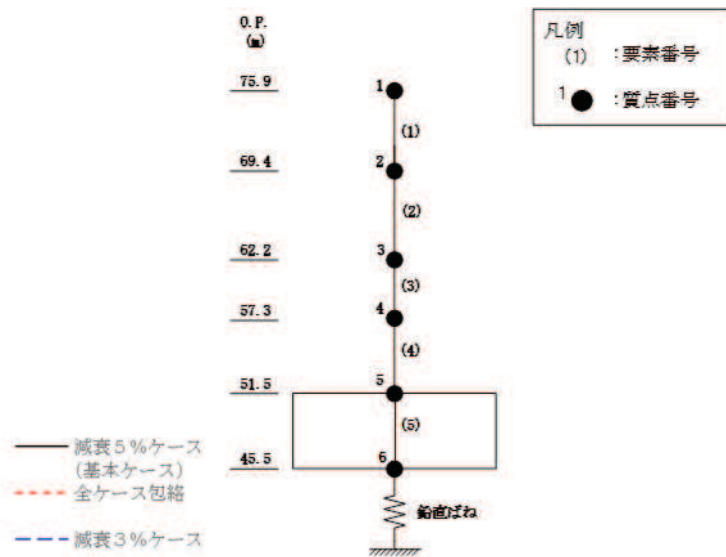 O.P.
(m)
凡例
(1) :要素番号
1 :質点番号
75.9
1
(1)
69.4
2
(2)
62.2
3
(3)
57.3
4
(4)
51.5
5
(5)
45.5
6
鉛直ばね
減衰5%ケース
(基本ケース)
全ケース包絡
減衰3%ケース